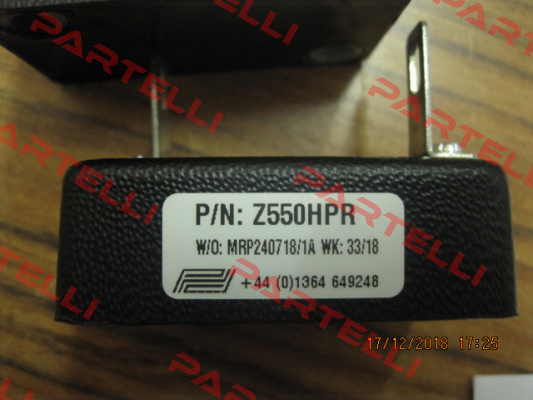 PARTELLI
PARTELLI
P/N: Z550HPR
W/O: MRP240718/1A WK: 33/18
+44 (0)1364 649248
17/12/2018 17:25
PARTELLI
PARTELLI